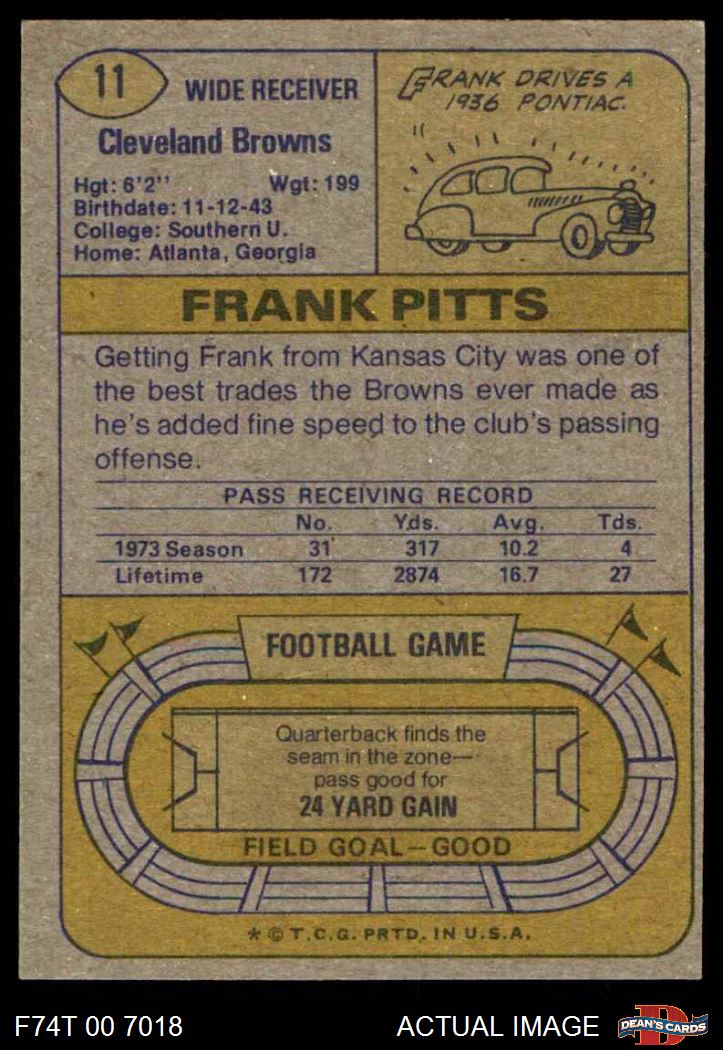 11
WIDE RECEIVER
Cleveland Browns
Hgt: 6'2'' Wgt: 199
Birthdate: 11-12-43
College: Southern U.
Home: Atlanta, Georgia
FRANK DRIVES A
1936 PONTIAC.
FRANK PITTS
Getting Frank from Kansas City was one of
the best trades the Browns ever made as
he's added fine speed to the club's passing
offense.
PASS RECEIVING RECORD
No. Yds. Avg. Tds.
1973 Season 31 317 10.2 4
Lifetime 172 2874 16.7 27
FOOTBALL GAME
Quarterback finds the
seam in the zone—
pass good for
24 YARD GAIN
FIELD GOAL—GOOD
* © T.C.G. PRTD. IN U.S.A.
F74T 00 7018
ACTUAL IMAGE
D
DEAN'S CARDS